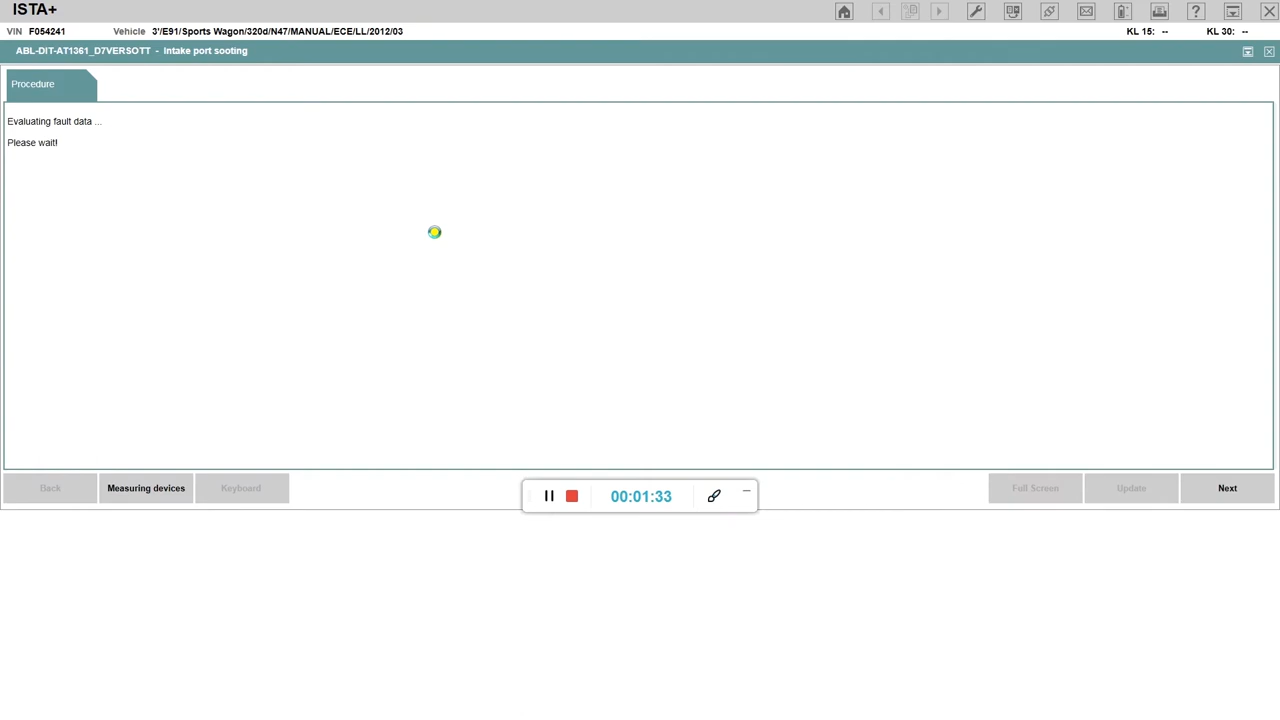 ISTA+
VIN F054241 Vehicle 3'/E91/Sports Wagon/320d/N47/MANUAL/ECE/LL/2012/03 KL 15: -- KL 30: --
ABL-DIT-AT1361_D7VERSOTT - Intake port sooting
Procedure
Evaluating fault data ...
Please wait!
Back Measuring devices Keyboard Full Screen Update Next
00:01:33